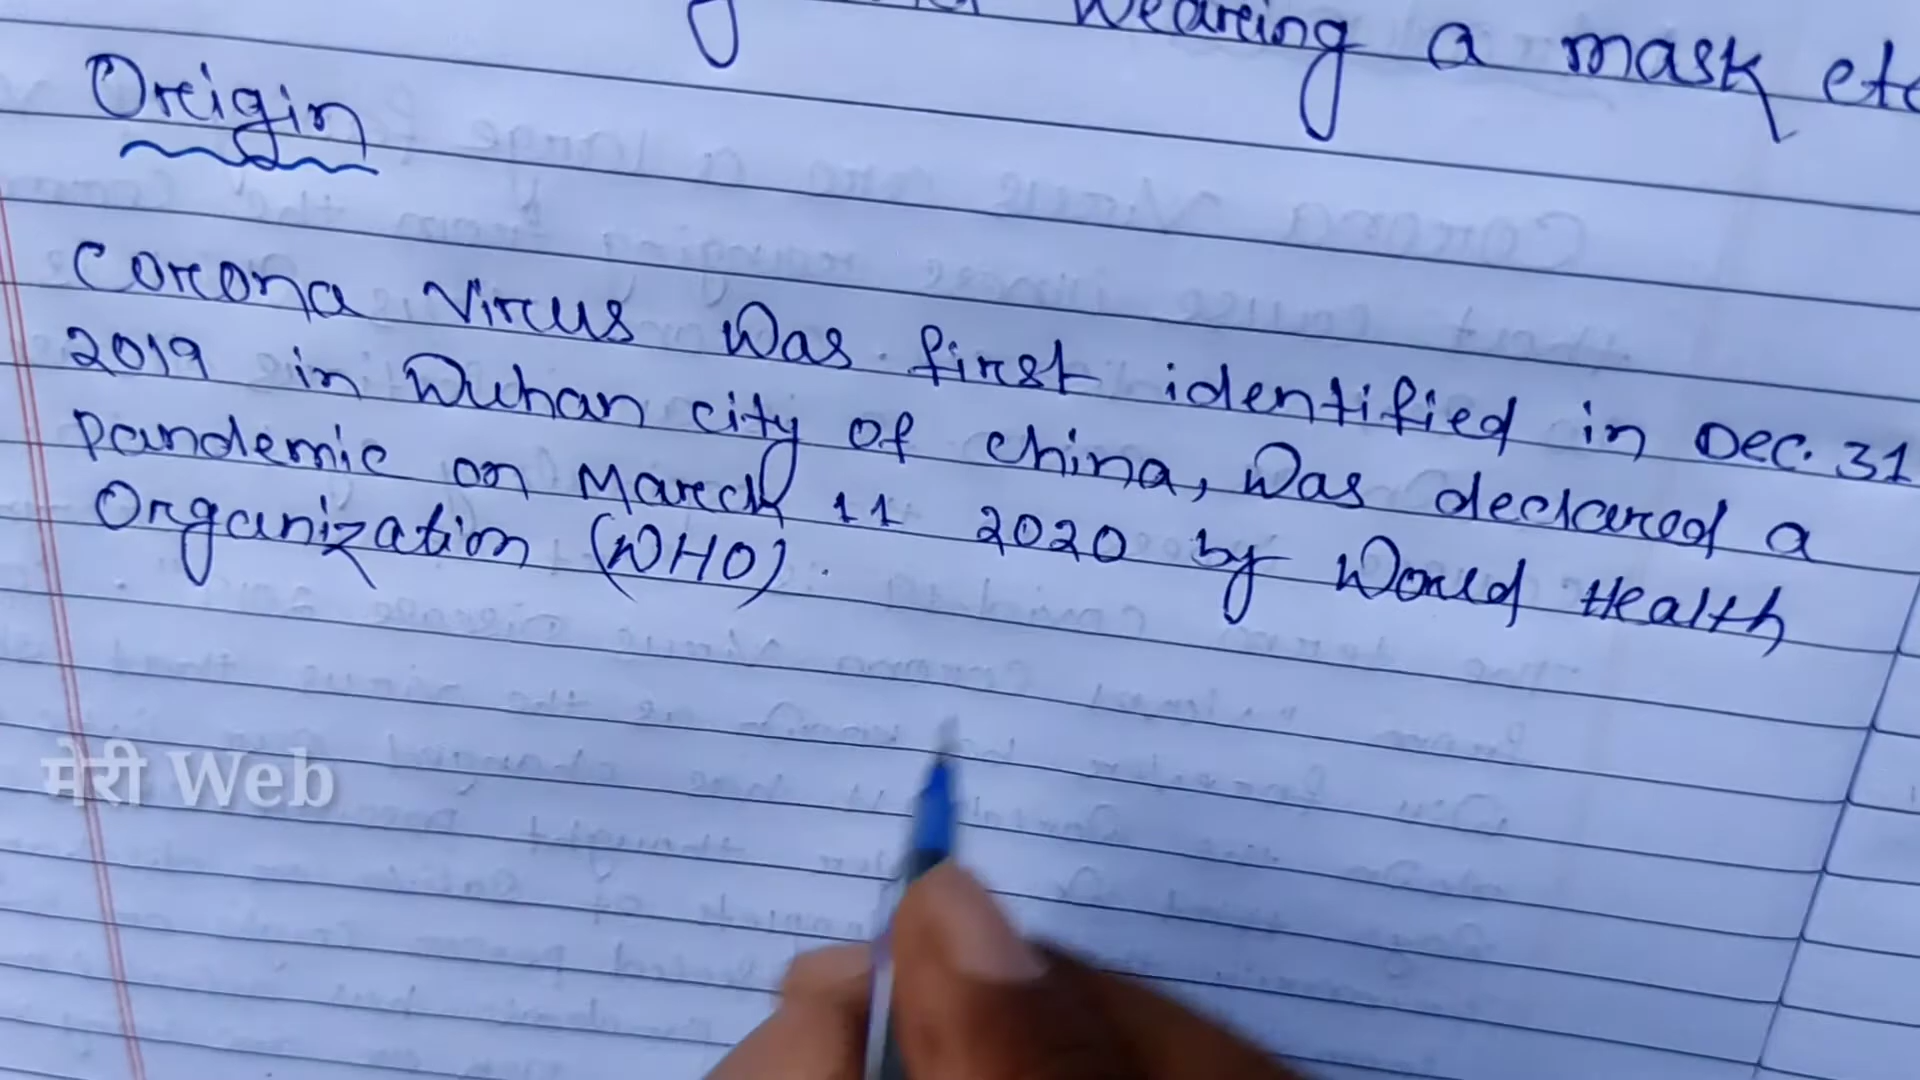 wearing a mask etc
Origin
Corona Virus was first identified in Dec. 31
2019 in Wuhan city of china, was declared a
pandemic on March 11 2020 by World Health
Organization (WHO).
मेरी Web